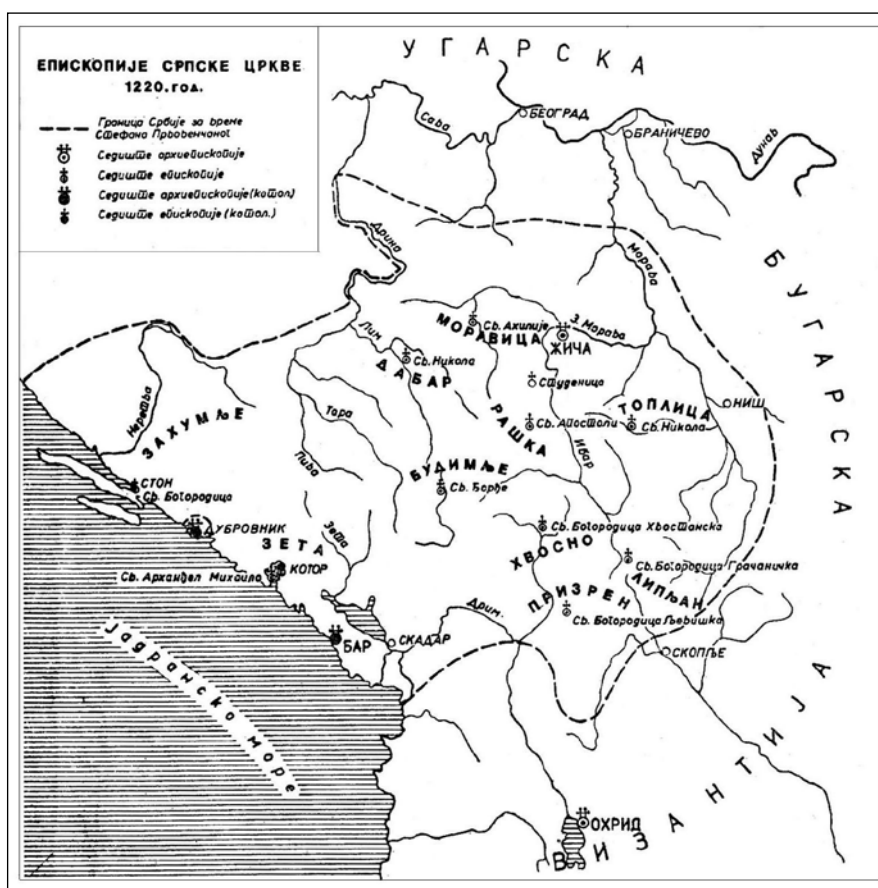 ЕПИСКОПИЈЕ СРПСКЕ ЦРКВЕ
1220. год.
Граница Србије за време
Стефана Првовенчаног
Седиште архиепископије
Седиште епископије
Седиште архиепископије (катол.)
Седиште епископије (катол.)
УГАРСКА
БЕОГРАД
Сава
БРАНИЧЕВО
Дунав
БУГАРСКА
Дрина
Морава
Лим
МОРАВИЦА
Св. Ахилије
З. Морава
ЖИЧА
ДАБАР
Св. Никола
Студеница
Неретва
ЗАХУМЉЕ
Тара
РАШКА
Св. Апостоли
ТОПЛИЦА
Св. Никола
НИШ
Ибар
Пива
БУДИМЉЕ
Св. Ђорђе
СТОН
Св. Богородица
ДУБРОВНИК
ЗЕТА
Зета
Св. Богородица Хвостанска
ХВОСНО
КОТОР
Св. Арханђел Михаило
Св. Богородица Грачаничка
ЛИПЉАН
ПРИЗРЕН
Св. Богородица Љевишка
Дрим.
БАР
СКАДАР
СКОПЉЕ
Јадранско море
ОХРИД
ВИЗАНТИЈА